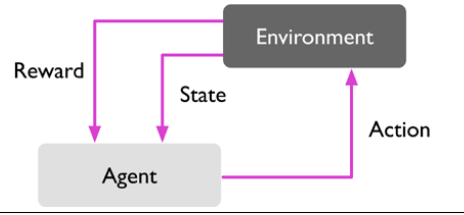 Environment
Reward
State
Action
Agent